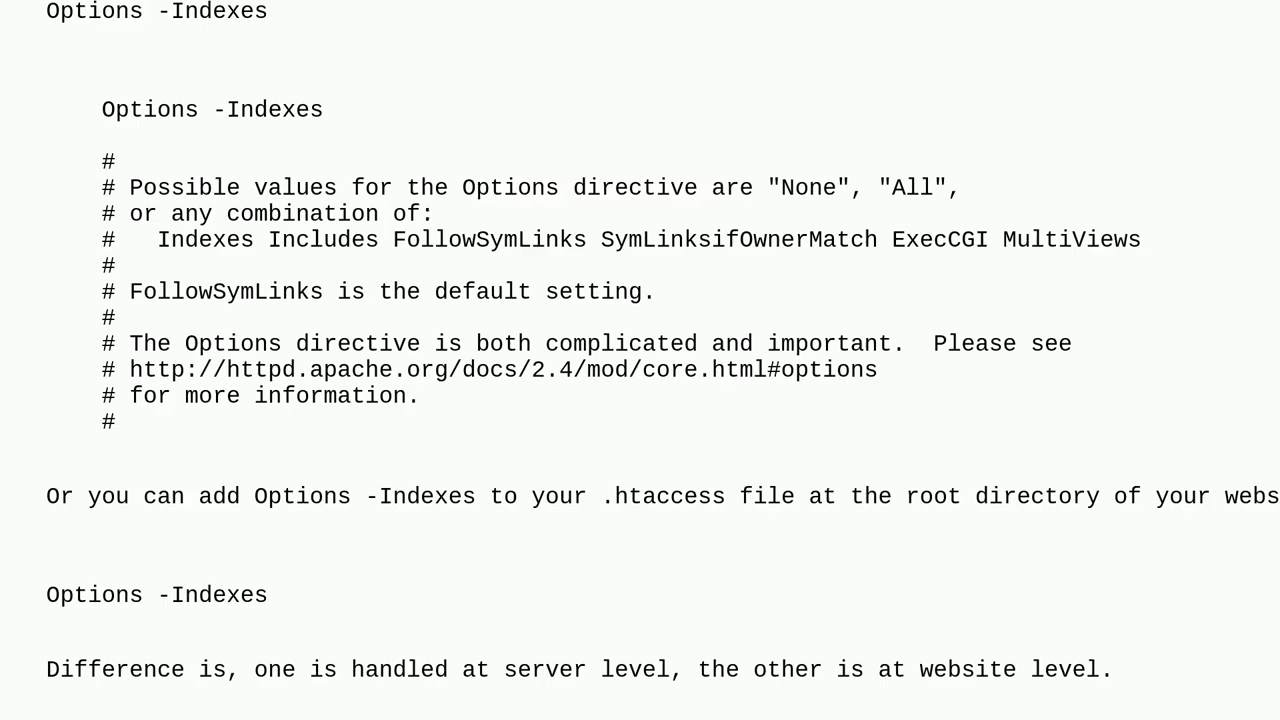 Options -Indexes
Options -Indexes
#
# Possible values for the Options directive are "None", "All",
# or any combination of:
#   Indexes Includes FollowSymLinks SymLinksifOwnerMatch ExecCGI MultiViews
#
# FollowSymLinks is the default setting.
#
# The Options directive is both complicated and important.  Please see
# http://httpd.apache.org/docs/2.4/mod/core.html#options
# for more information.
#
Or you can add Options -Indexes to your .htaccess file at the root directory of your webs
Options -Indexes
Difference is, one is handled at server level, the other is at website level.